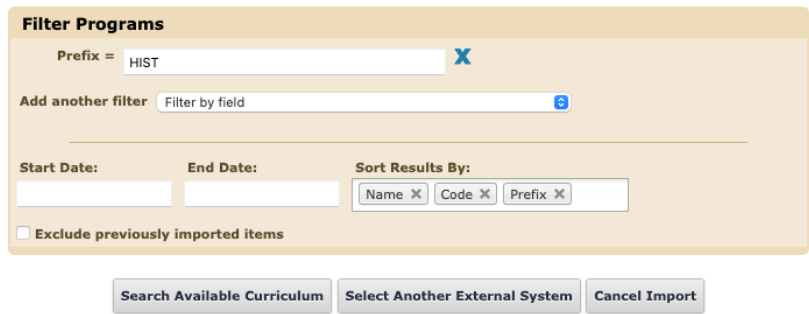 Filter Programs
Prefix = HIST X
Add another filter Filter by field
Start Date: End Date: Sort Results By:
Name ✕ Code ✕ Prefix ✕
Exclude previously imported items
Search Available Curriculum Select Another External System Cancel Import